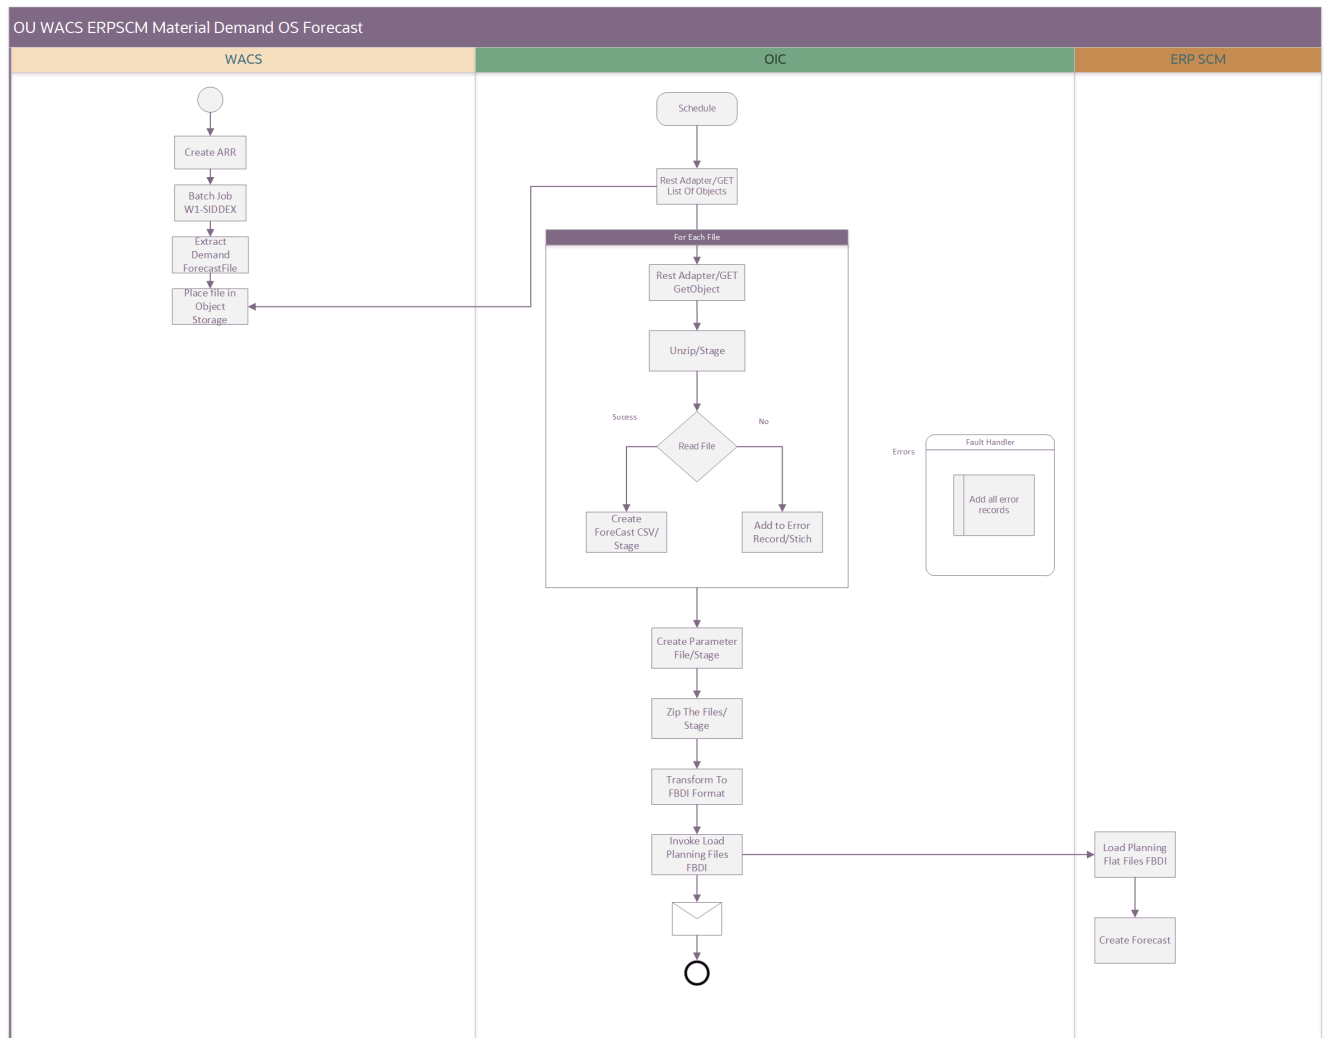 OU WACS ERPSCM Material Demand OS Forecast
WACS
OIC
ERP SCM
Create ARR
Batch Job
W1-SIDDEX
Extract
Demand
ForecastFile
Place file in
Object
Storage
Schedule
Rest Adapter/GET
List Of Objects
For Each File
Rest Adapter/GET
GetObject
Unzip/Stage
Sucess
No
Read File
Create
ForeCast CSV/
Stage
Add to Error
Record/Stich
Errors
Fault Handler
Add all error
records
Create Parameter
File/Stage
Zip The Files/
Stage
Transform To
FBDI Format
Invoke Load
Planning Files
FBDI
Load Planning
Flat Files FBDI
Create Forecast